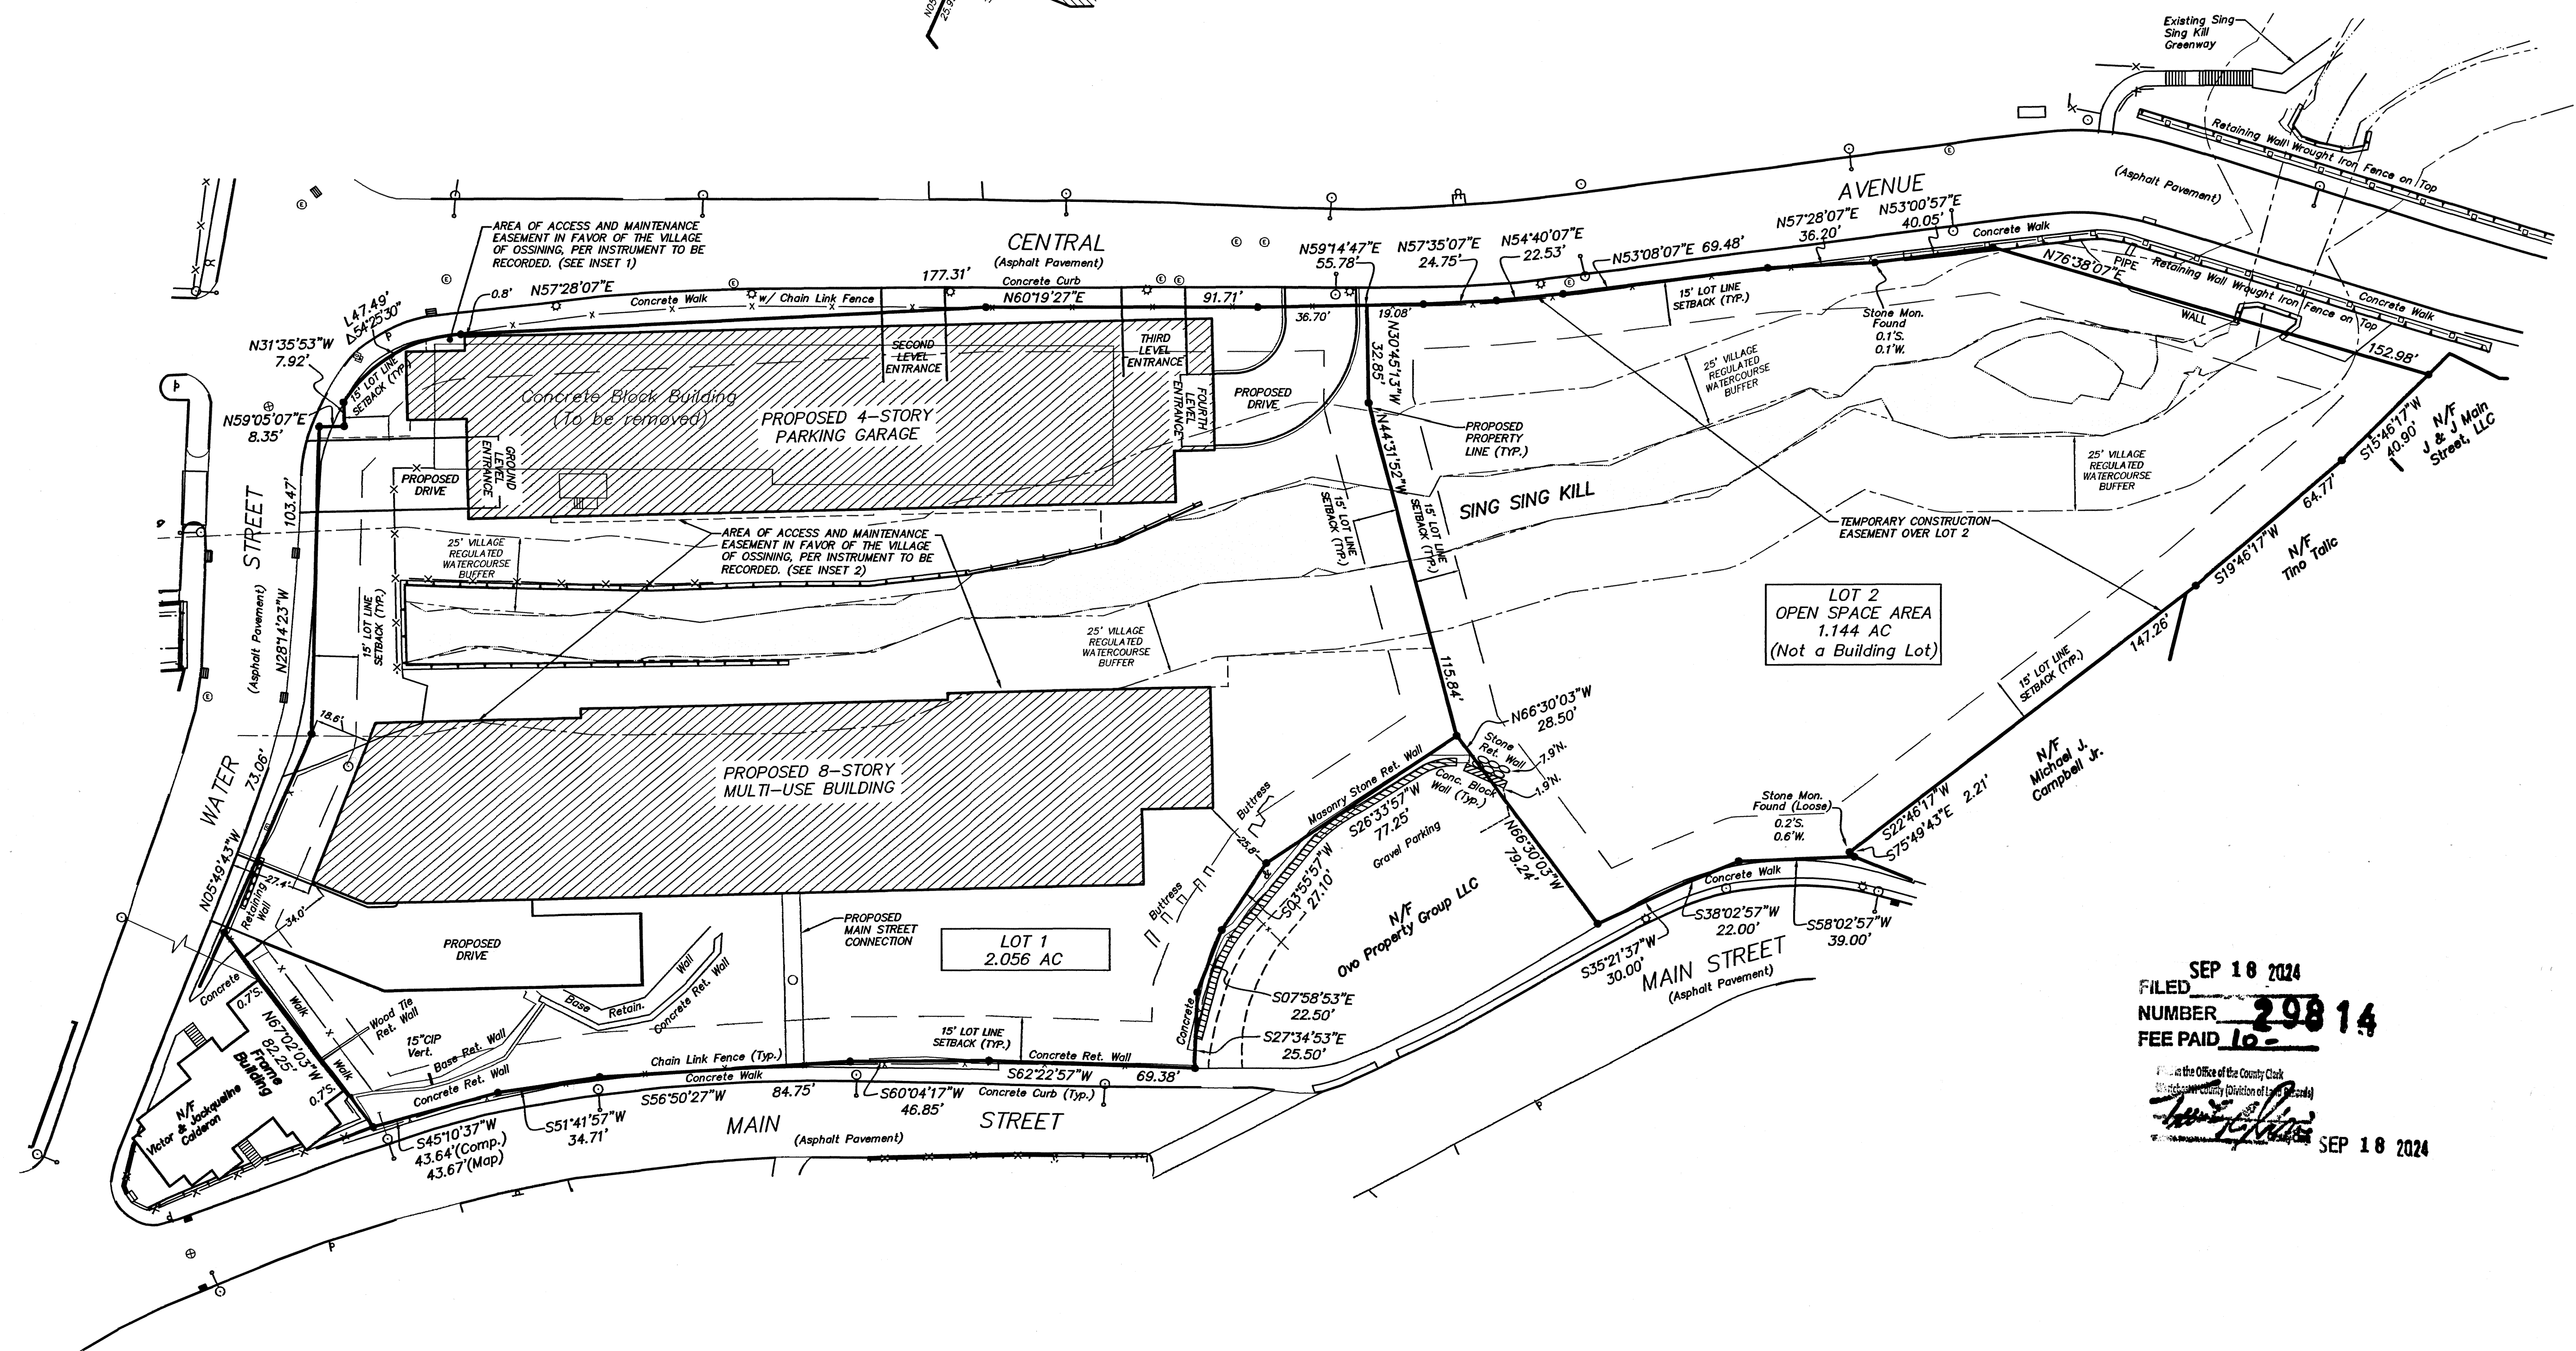 Existing Sing
Sing Kill
Greenway
Retaining Wall Wrought Iron Fence on Top
(Asphalt Pavement)
AVENUE
AREA OF ACCESS AND MAINTENANCE
EASEMENT IN FAVOR OF THE VILLAGE
OF OSSINING, PER INSTRUMENT TO BE
RECORDED. (SEE INSET 1)
CENTRAL
(Asphalt Pavement)
Concrete Curb
177.31'
N59°14'47"E
55.78'
N57°35'07"E
24.75'
N54°40'07"E
22.53'
N53°08'07"E 69.48'
N57°28'07"E
36.20'
N53°00'57"E
40.05'
Concrete Walk
N76°38'07"E
PIPE
Retaining Wall Wrought Iron Fence on Top
Concrete Walk
WALL
152.98'
L47.49'
Δ54°25'30"
0.8'
N57°28'07"E
Concrete Walk
w/ Chain Link Fence
N60°19'27"E
91.71'
36.70'
19.08'
15' LOT LINE
SETBACK (TYP.)
Stone Mon.
Found
0.1'S.
0.1'W.
N31°35'53"W
7.92'
15' LOT LINE
SETBACK (TYP.)
SECOND
LEVEL
ENTRANCE
THIRD
LEVEL
ENTRANCE
FOURTH
LEVEL
ENTRANCE
PROPOSED
DRIVE
N30°45'13"W
32.85'
25' VILLAGE
REGULATED
WATERCOURSE
BUFFER
N59°05'07"E
8.35'
Concrete Block Building
(To be removed)
PROPOSED 4-STORY
PARKING GARAGE
PROPOSED
PROPERTY
LINE (TYP.)
N44°31'52"W
S15°46'17"W
40.90'
N/F
J & J Main
Street, LLC
GROUND
LEVEL
ENTRANCE
PROPOSED
DRIVE
25' VILLAGE
REGULATED
WATERCOURSE
BUFFER
64.77'
STREET
103.47'
(Asphalt Pavement)
N28°14'23"W
15' LOT LINE
SETBACK (TYP.)
15' LOT LINE
SETBACK (TYP.)
SING SING KILL
TEMPORARY CONSTRUCTION
EASEMENT OVER LOT 2
S19°46'17"W
N/F
Tino Talic
AREA OF ACCESS AND MAINTENANCE
EASEMENT IN FAVOR OF THE VILLAGE
OF OSSINING, PER INSTRUMENT TO BE
RECORDED. (SEE INSET 2)
25' VILLAGE
REGULATED
WATERCOURSE
BUFFER
15' LOT LINE
SETBACK (TYP.)
25' VILLAGE
REGULATED
WATERCOURSE
BUFFER
LOT 2
OPEN SPACE AREA
1.144 AC
(Not a Building Lot)
147.26'
15' LOT LINE
SETBACK (TYP.)
115.84'
18.6'
N66°30'03"W
28.50'
Stone
Ret. Wall
7.9'N.
1.9'N.
N/F
Michael J.
Campbell Jr.
WATER
73.06'
N05°49'43"W
PROPOSED 8-STORY
MULTI-USE BUILDING
Buttress
25.8'
Masonry Stone Ret. Wall
Conc. Block
Wall (Typ.)
S26°33'57"W
77.25'
Gravel Parking
N66°30'03"W
79.24'
Stone Mon.
Found (Loose)
0.2'S.
0.6'W.
S22°46'17"W
S75°49'43"E 2.21'
Concrete Walk
27.4'
Retaining
Wall
34.0'
Buttress
S03°55'57"W
27.10'
&
N/F
Ovo Property Group LLC
S38°02'57"W
22.00'
S58°02'57"W
39.00'
S35°21'37"W
30.00'
MAIN STREET
(Asphalt Pavement)
PROPOSED
DRIVE
PROPOSED
MAIN STREET
CONNECTION
LOT 1
2.056 AC
Concrete
Walk
0.7'S.
N67°02'03"W
82.25'
Walk
Wood Tie
Ret. Wall
15"CIP
Vert.
Base Ret. Wall
Concrete Ret. Wall
Base
Retain.
Wall
Concrete Ret. Wall
Frame
Building
0.7'S.
N/F
Victor & Jackqueline
Calderon
S07°58'53"E
22.50'
Concrete
S27°34'53"E
25.50'
15' LOT LINE
SETBACK (TYP.)
Chain Link Fence (Typ.)
Concrete Walk
Concrete Ret. Wall
S62°22'57"W
69.38'
S56°50'27"W
84.75'
S60°04'17"W
46.85'
Concrete Curb (Typ.)
S51°41'57"W
34.71'
S45°10'37"W
43.64'(Comp.)
43.67'(Map)
MAIN
STREET
(Asphalt Pavement)
SEP 18 2024
FILED
NUMBER 29814
FEE PAID 10-
the Office of the County Clerk
County (Division of Land Records)
SEP 18 2024